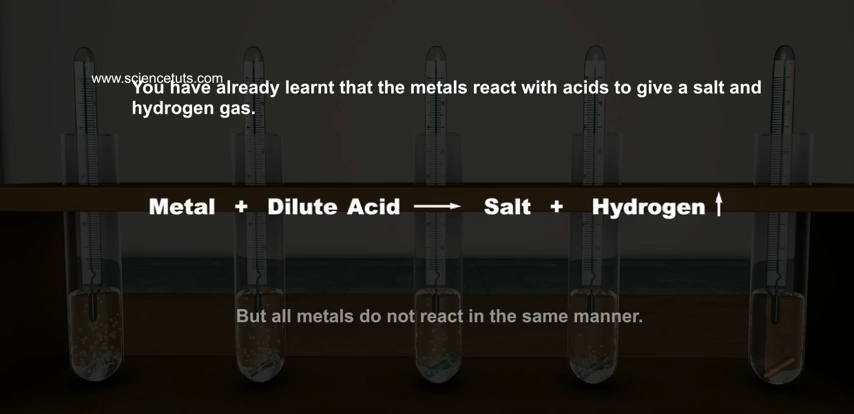 www.sciencetuts.com
You have already learnt that the metals react with acids to give a salt and
hydrogen gas.
Metal + Dilute Acid ⟶ Salt + Hydrogen ↑
But all metals do not react in the same manner.